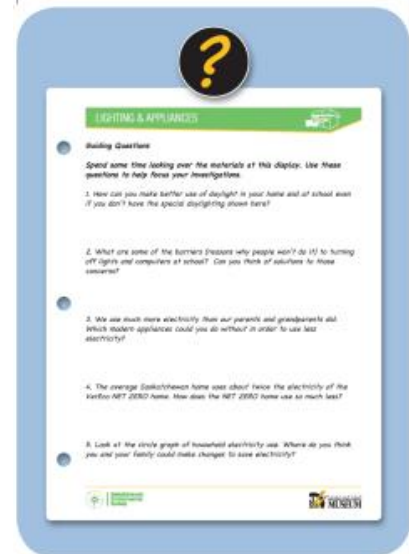 ?
LIGHTING & APPLIANCES
Guiding Questions
Spend some time looking over the materials at this display. Use these
questions to help focus your investigations.
1. How can you make better use of daylight in your home and at school even
if you don't have the special daylighting shown here?
2. What are some of the barriers (reasons why people won't do it) to turning
off lights and computers at school? Can you think of solutions to those
concerns?
3. We use much more electricity than our parents and grandparents did.
Which modern appliances could you do without in order to use less
electricity?
4. The average Saskatchewan home uses about twice the electricity of the
VerEco NET ZERO home. How does the NET ZERO home use so much less?
5. Look at the circle graph of household electricity use. Where do you think
you and your family could make changes to save electricity?
Saskatchewan
Environmental
Society
MUSEUM